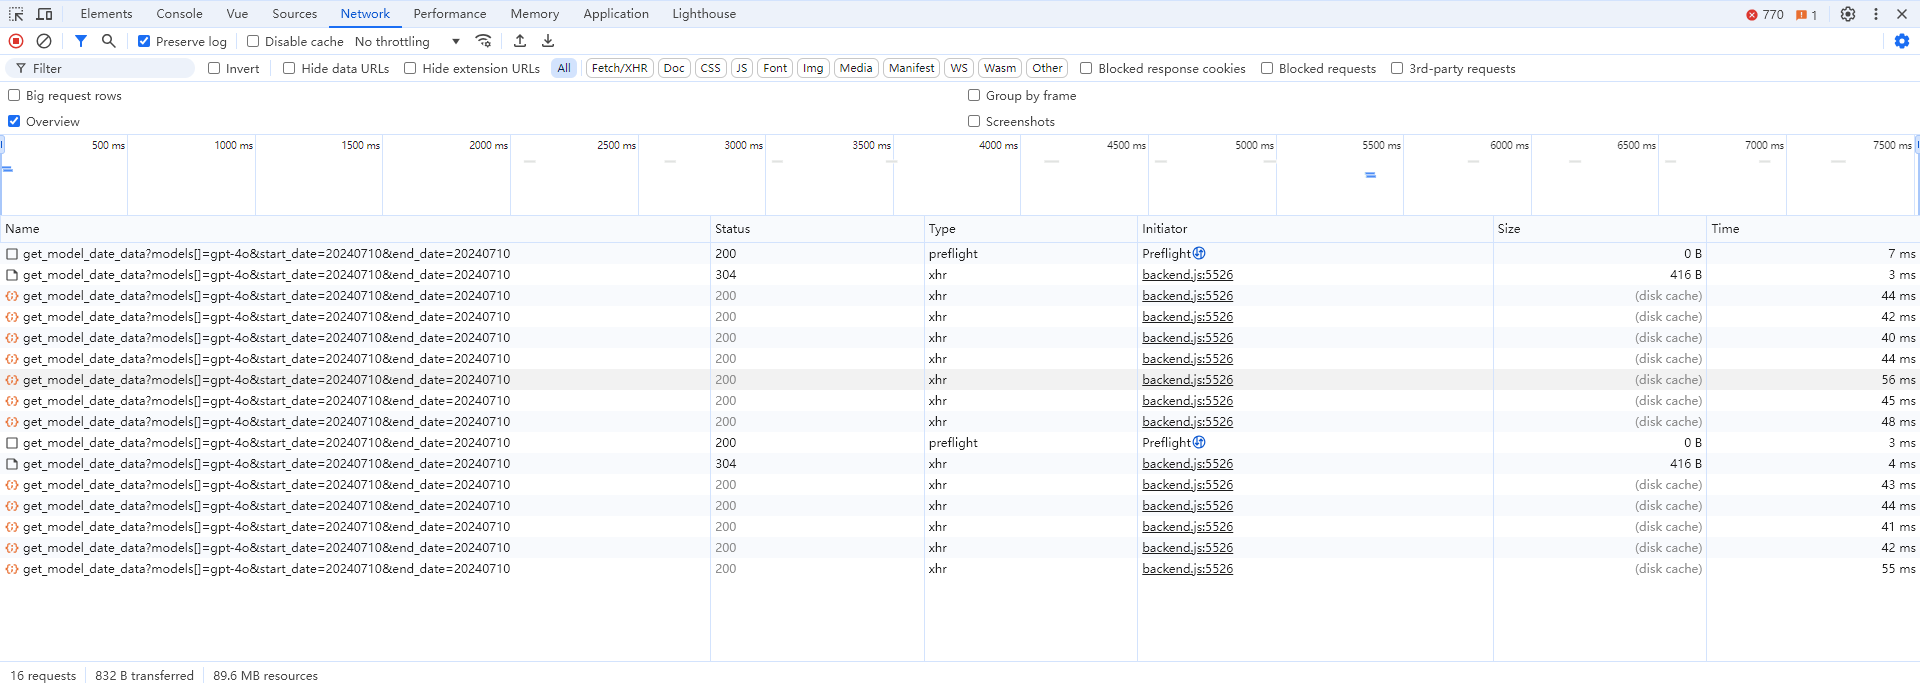 Elements Console Vue Sources Network Performance Memory Application Lighthouse 770 1
Preserve log Disable cache No throttling
Filter Invert Hide data URLs Hide extension URLs All Fetch/XHR Doc CSS JS Font Img Media Manifest WS Wasm Other Blocked response cookies Blocked requests 3rd-party requests
Big request rows Group by frame
Overview Screenshots
500 ms 1000 ms 1500 ms 2000 ms 2500 ms 3000 ms 3500 ms 4000 ms 4500 ms 5000 ms 5500 ms 6000 ms 6500 ms 7000 ms 7500 ms
Name Status Type Initiator Size Time
get_model_date_data?models[]=gpt-4o&start_date=20240710&end_date=20240710 200 preflight Preflight 0 B 7 ms
get_model_date_data?models[]=gpt-4o&start_date=20240710&end_date=20240710 304 xhr backend.js:5526 416 B 3 ms
get_model_date_data?models[]=gpt-4o&start_date=20240710&end_date=20240710 200 xhr backend.js:5526 (disk cache) 44 ms
get_model_date_data?models[]=gpt-4o&start_date=20240710&end_date=20240710 200 xhr backend.js:5526 (disk cache) 42 ms
get_model_date_data?models[]=gpt-4o&start_date=20240710&end_date=20240710 200 xhr backend.js:5526 (disk cache) 40 ms
get_model_date_data?models[]=gpt-4o&start_date=20240710&end_date=20240710 200 xhr backend.js:5526 (disk cache) 44 ms
get_model_date_data?models[]=gpt-4o&start_date=20240710&end_date=20240710 200 xhr backend.js:5526 (disk cache) 56 ms
get_model_date_data?models[]=gpt-4o&start_date=20240710&end_date=20240710 200 xhr backend.js:5526 (disk cache) 45 ms
get_model_date_data?models[]=gpt-4o&start_date=20240710&end_date=20240710 200 xhr backend.js:5526 (disk cache) 48 ms
get_model_date_data?models[]=gpt-4o&start_date=20240710&end_date=20240710 200 preflight Preflight 0 B 3 ms
get_model_date_data?models[]=gpt-4o&start_date=20240710&end_date=20240710 304 xhr backend.js:5526 416 B 4 ms
get_model_date_data?models[]=gpt-4o&start_date=20240710&end_date=20240710 200 xhr backend.js:5526 (disk cache) 43 ms
get_model_date_data?models[]=gpt-4o&start_date=20240710&end_date=20240710 200 xhr backend.js:5526 (disk cache) 44 ms
get_model_date_data?models[]=gpt-4o&start_date=20240710&end_date=20240710 200 xhr backend.js:5526 (disk cache) 41 ms
get_model_date_data?models[]=gpt-4o&start_date=20240710&end_date=20240710 200 xhr backend.js:5526 (disk cache) 42 ms
get_model_date_data?models[]=gpt-4o&start_date=20240710&end_date=20240710 200 xhr backend.js:5526 (disk cache) 55 ms
16 requests 832 B transferred 89.6 MB resources